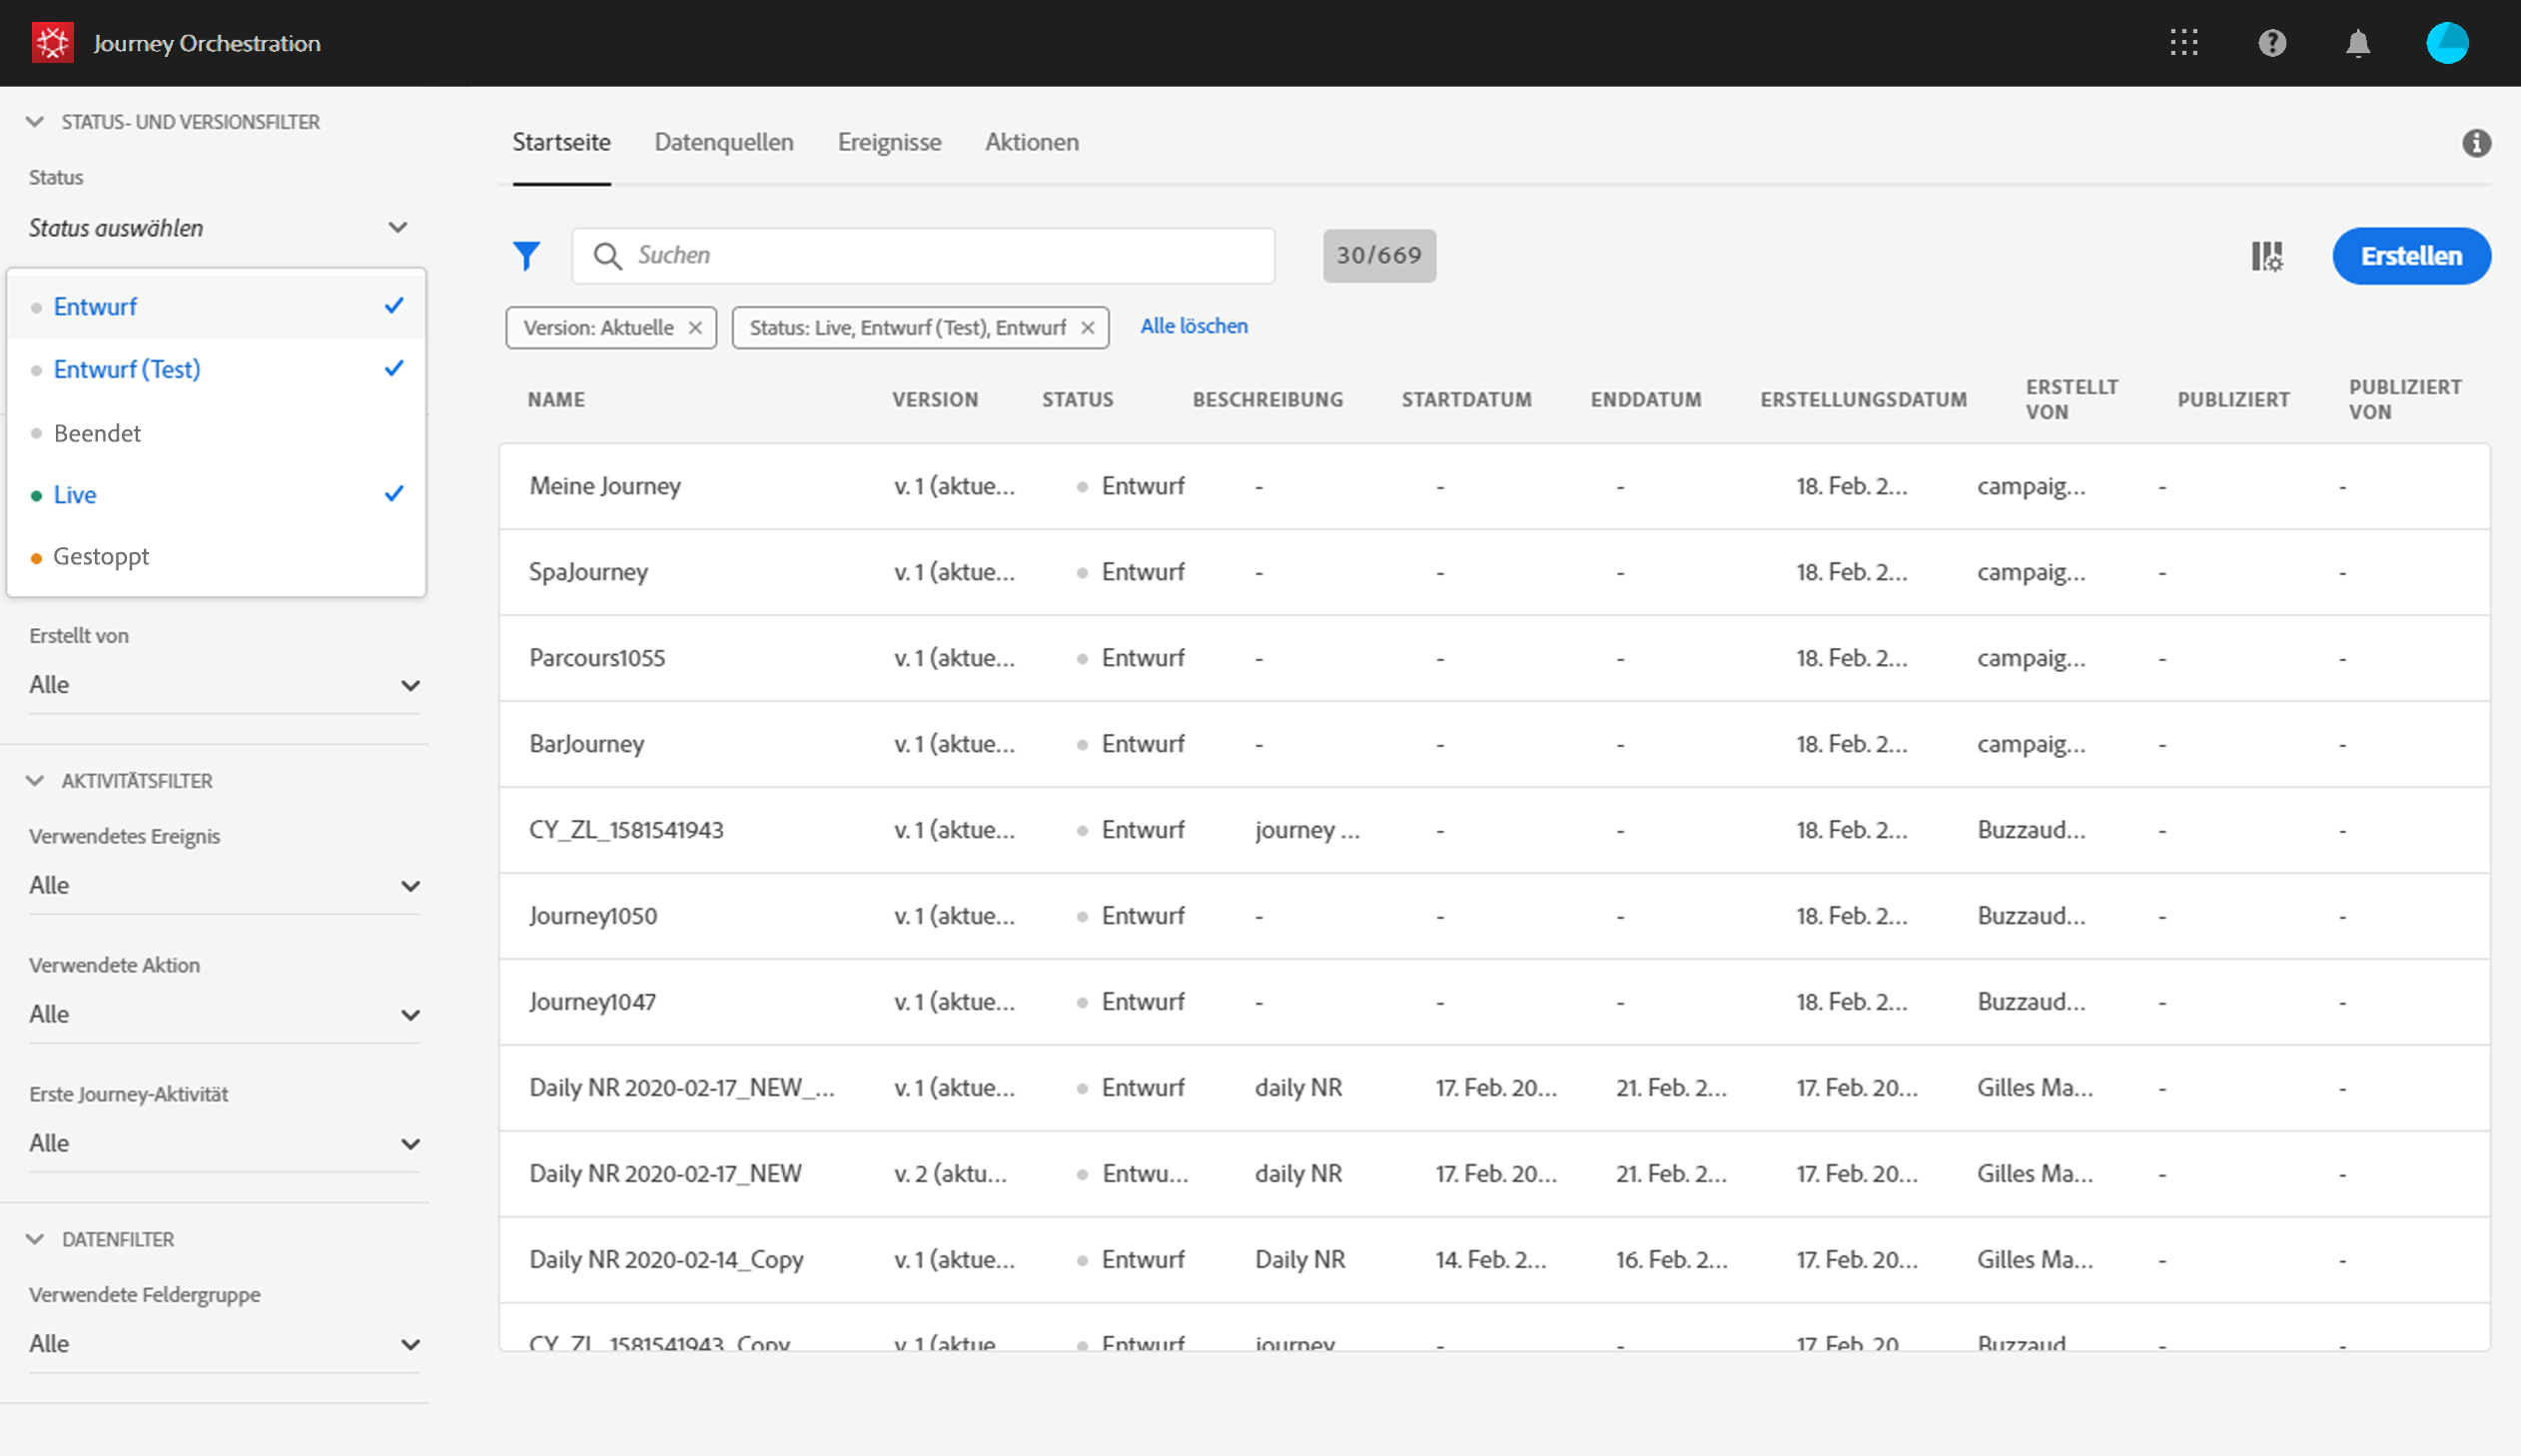 Journey Orchestration
STATUS- UND VERSIONSFILTER
Status
Status auswählen
Entwurf
Entwurf (Test)
Beendet
Live
Gestoppt
Erstellt von
Alle
AKTIVITÄTSFILTER
Verwendetes Ereignis
Alle
Verwendete Aktion
Alle
Erste Journey-Aktivität
Alle
DATENFILTER
Verwendete Feldergruppe
Alle
Startseite Datenquellen Ereignisse Aktionen
Suchen 30/669 Erstellen
Version: Aktuelle Status: Live, Entwurf (Test), Entwurf Alle löschen
NAME VERSION STATUS BESCHREIBUNG STARTDATUM ENDDATUM ERSTELLUNGSDATUM ERSTELLT VON PUBLIZIERT PUBLIZIERT VON
Meine Journey v. 1 (aktue... Entwurf - - - 18. Feb. 2... campaig... - -
SpaJourney v. 1 (aktue... Entwurf - - - 18. Feb. 2... campaig... - -
Parcours1055 v. 1 (aktue... Entwurf - - - 18. Feb. 2... campaig... - -
BarJourney v. 1 (aktue... Entwurf - - - 18. Feb. 2... campaig... - -
CY_ZL_1581541943 v. 1 (aktue... Entwurf journey ... - - 18. Feb. 2... Buzzaud... - -
Journey1050 v. 1 (aktue... Entwurf - - - 18. Feb. 2... Buzzaud... - -
Journey1047 v. 1 (aktue... Entwurf - - - 18. Feb. 2... Buzzaud... - -
Daily NR 2020-02-17_NEW_... v. 1 (aktue... Entwurf daily NR 17. Feb. 20... 21. Feb. 2... 17. Feb. 20... Gilles Ma... - -
Daily NR 2020-02-17_NEW v. 2 (aktu... Entwu... daily NR 17. Feb. 20... 21. Feb. 2... 17. Feb. 20... Gilles Ma... - -
Daily NR 2020-02-14_Copy v. 1 (aktue... Entwurf Daily NR 14. Feb. 2... 16. Feb. 2... 17. Feb. 20... Gilles Ma... - -
CY_ZL_1581541943_Copy v. 1 (aktue Entwurf journey - - 17. Feb. 20 Buzzaud - -